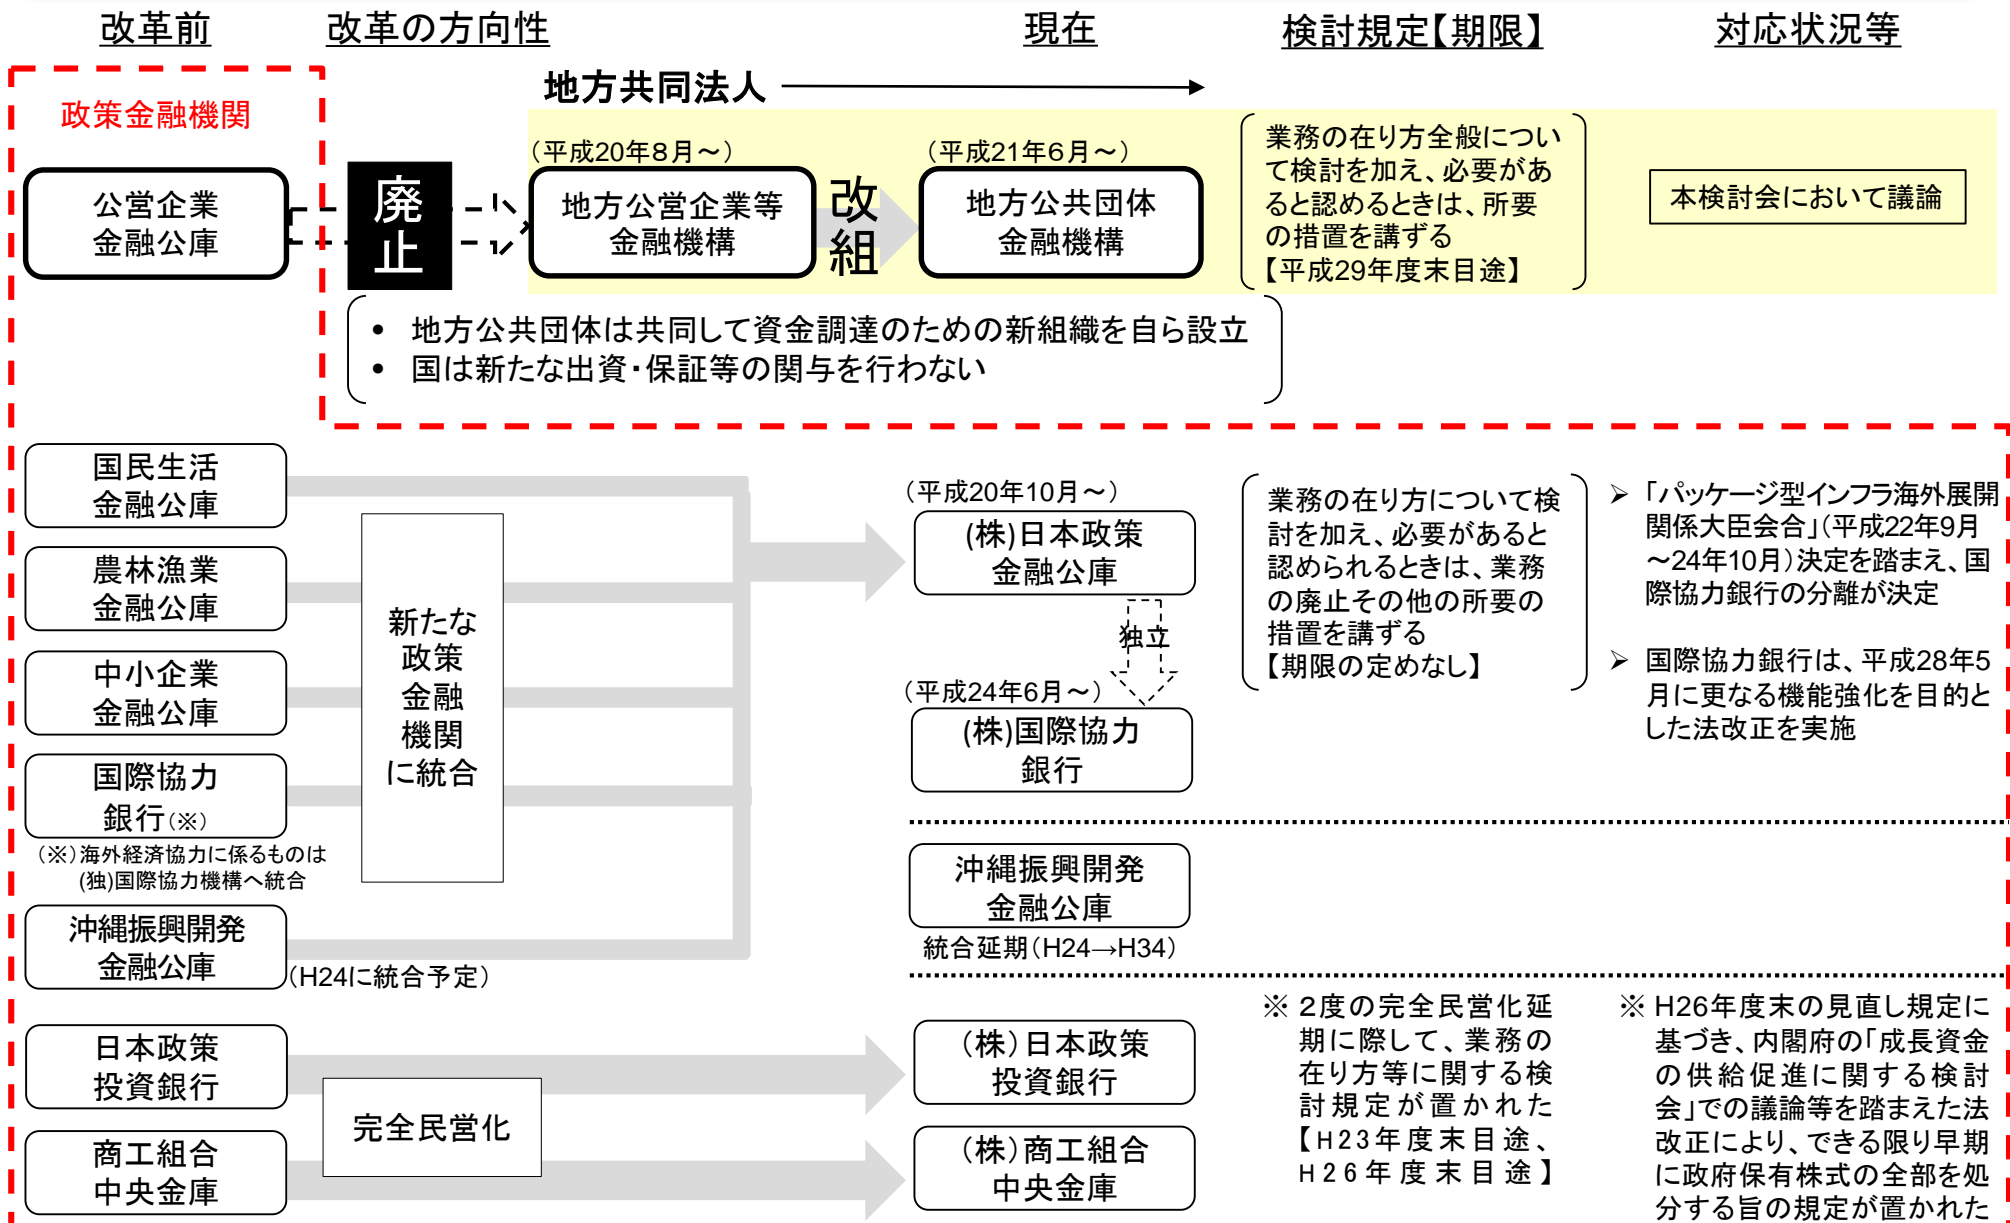 改革前
改革の方向性
現在
検討規定【期限】
対応状況等
地方共同法人
政策金融機関
公営企業
金融公庫
廃止
（平成20年８月～）
地方公営企業等
金融機構
改組
（平成21年６月～）
地方公共団体
金融機構
業務の在り方全般につい
て検討を加え、必要があ
ると認めるときは、所要
の措置を講ずる
【平成29年度末目途】
本検討会において議論
• 地方公共団体は共同して資金調達のための新組織を自ら設立
• 国は新たな出資・保証等の関与を行わない
国民生活
金融公庫
農林漁業
金融公庫
中小企業
金融公庫
国際協力
銀行（※）
（※）海外経済協力に係るものは
(独)国際協力機構へ統合
沖縄振興開発
金融公庫
（H24に統合予定）
新たな
政策
金融
機関
に統合
（平成20年10月～）
(株)日本政策
金融公庫
独立
（平成24年6月～）
(株)国際協力
銀行
業務の在り方について検
討を加え、必要があると
認められるときは、業務
の廃止その他の所要の
措置を講ずる
【期限の定めなし】
➢ 「パッケージ型インフラ海外展開
関係大臣会合」（平成22年９月
～24年10月）決定を踏まえ、国
際協力銀行の分離が決定
➢ 国際協力銀行は、平成28年５
月に更なる機能強化を目的と
した法改正を実施
沖縄振興開発
金融公庫
統合延期（H24→H34）
日本政策
投資銀行
商工組合
中央金庫
完全民営化
（株）日本政策
投資銀行
（株）商工組合
中央金庫
※ ２度の完全民営化延
期に際して、業務の
在り方等に関する検
討規定が置かれた
【H23年度末目途、
H26年度末目途】
※ H26年度末の見直し規定に
基づき、内閣府の「成長資金
の供給促進に関する検討
会」での議論等を踏まえた法
改正により、できる限り早期
に政府保有株式の全部を処
分する旨の規定が置かれた